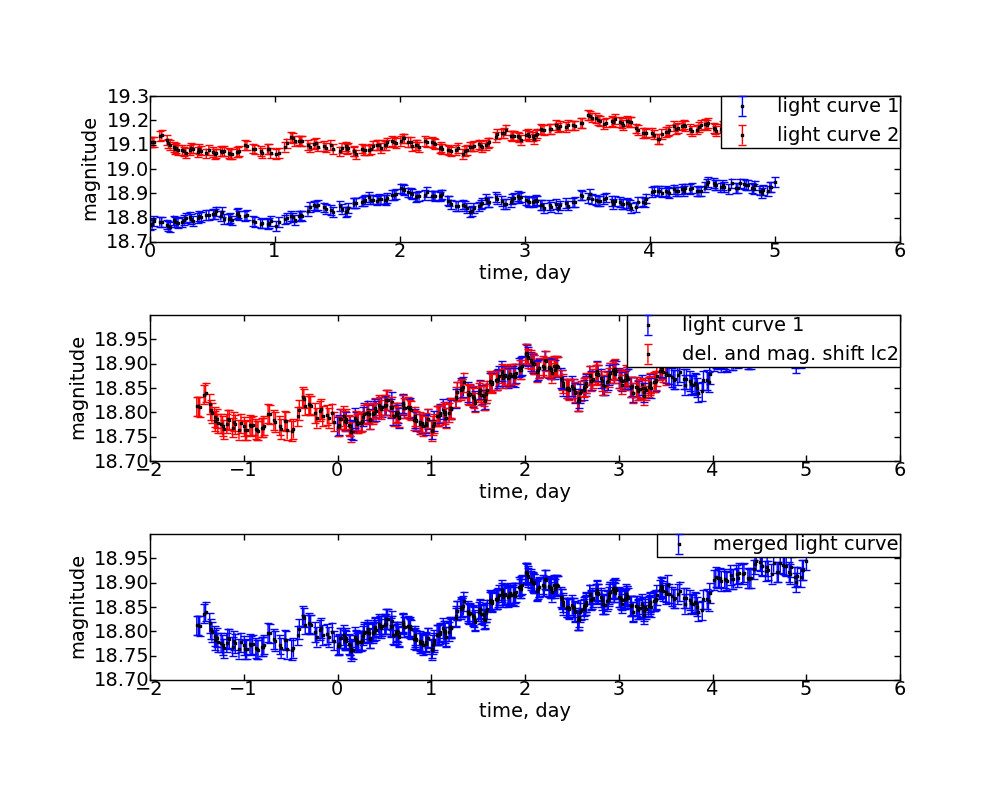 19.3
19.2
19.1
19.0
18.9
18.8
18.7
magnitude
light curve 1
light curve 2
0 1 2 3 4 5 6
time, day
18.95
18.90
18.85
18.80
18.75
18.70
magnitude
light curve 1
del. and mag. shift lc2
−2 −1 0 1 2 3 4 5 6
time, day
18.95
18.90
18.85
18.80
18.75
18.70
magnitude
merged light curve
−2 −1 0 1 2 3 4 5 6
time, day